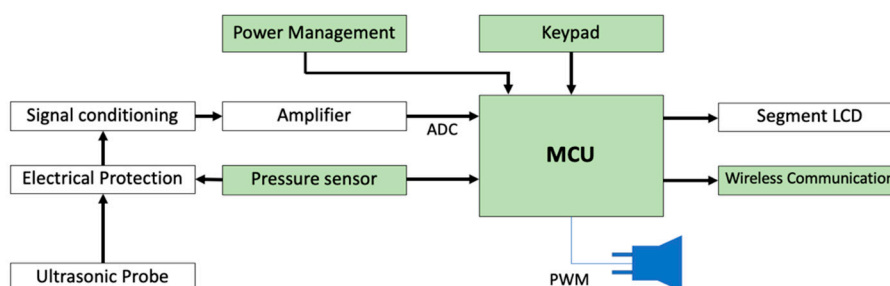 Power Management
Keypad
Signal conditioning
Amplifier
ADC
MCU
Segment LCD
Electrical Protection
Pressure sensor
Wireless Communication
Ultrasonic Probe
PWM